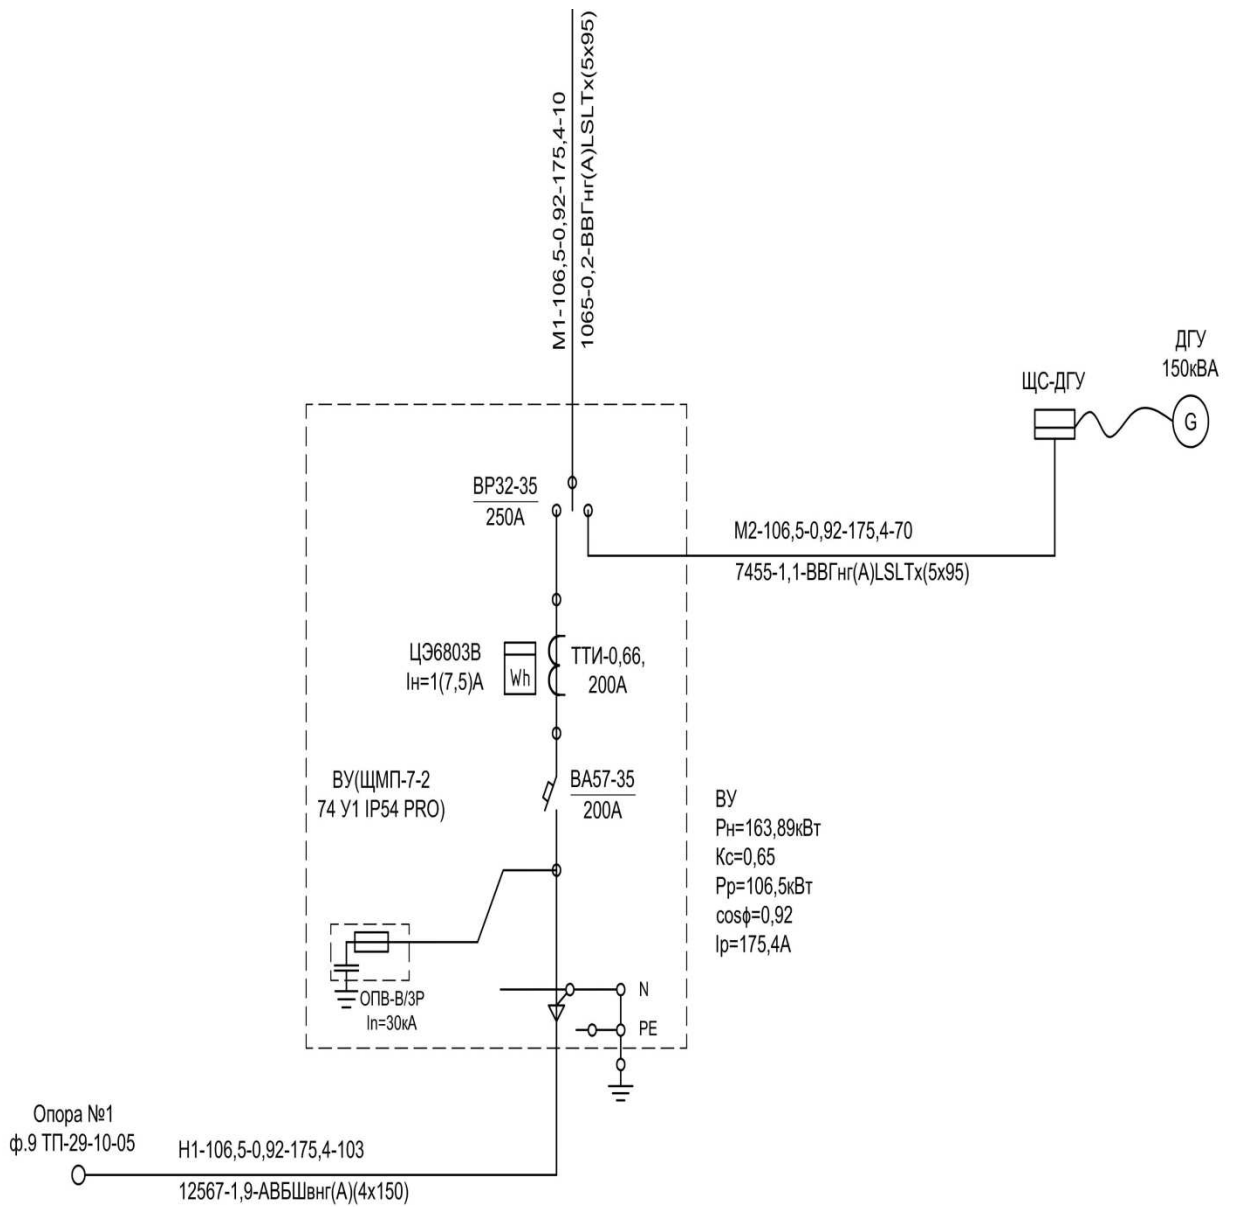 М1-106,5-0,92-175,4-10
1065-0,2-ВВГнг(А)LSLTx(5x95)
ДГУ
150кВА
ЩС-ДГУ
G
ВР32-35
250А
М2-106,5-0,92-175,4-70
7455-1,1-ВВГнг(А)LSLTx(5x95)
ЦЭ6803В
Iн=1(7,5)А
Wh
ТТИ-0,66,
200А
ВУ(ЩМП-7-2
74 У1 IP54 PRO)
ВА57-35
200А
ВУ
Рн=163,89кВт
Кс=0,65
Рр=106,5кВт
cosϕ=0,92
Iр=175,4А
ОПВ-В/3Р
In=30кА
N
PE
Опора №1
ф.9 ТП-29-10-05
Н1-106,5-0,92-175,4-103
12567-1,9-АВБШвнг(А)(4х150)